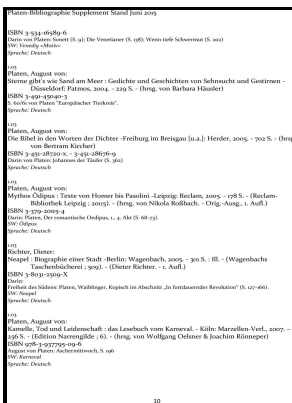 Platen-Bibliographie Supplement Stand Juni 2015
ISBN 3-534-16589-6
Darin von Platen: Sonett (S. 9); Die Venetianer (S. 138); Wenn tiefe Schwermut (S. 202)
SW: Venedig <Motiv>
Sprache: Deutsch
1.03
Platen, August von:
Sterne gibt's wie Sand am Meer : Gedichte und Geschichten von Sehnsucht und Gestirnen -
Düsseldorf: Patmos, 2004. - 229 S. - (hrsg. von Barbara Häusler)
ISBN 3-491-45040-3
S. 60/61 von Platen "Europäischer Tierkreis".
Sprache: Deutsch
1.03
Platen, August von:
Die Bibel in den Worten der Dichter -Freiburg im Breisgau [u.a.]: Herder, 2005. - 702 S. - (hrsg
von Bertram Kircher)
ISBN 3-451-28720-x. - 3-451-28676-9
Darin von Platen: Johannes der Täufer (S. 362)
Sprache: Deutsch
1.03
Platen, August von:
Mythos Ödipus : Texte von Homer bis Pasolini -Leipzig: Reclam, 2005. - 178 S. - (Reclam-
Bibliothek Leipzig ; 2015). - (hrsg. von Nikola Roßbach. - Orig.-Ausg., 1. Aufl.)
ISBN 3-379-20115-4
Darin: Platen, Der romantische Oedipus, 1., 4. Akt (S. 68-73).
SW: Ödipus
Sprache: Deutsch
1.03
Richter, Dieter:
Neapel : Biographie einer Stadt -Berlin: Wagenbach, 2005. - 301 S. : Ill. - (Wagenbachs
Taschenbücherei ; 509). - (Dieter Richter. - 1. Aufl.)
ISBN 3-8031-2509-X
Darin:
Freiheit des Südens: Platen, Waiblinger, Kopisch im Abschnitt „In fortdauernder Revolution" (S. 127-166).
SW: Neapel
Sprache: Deutsch
1.03
Platen, August von:
Kamelle, Tod und Leidenschaft : das Lesebuch vom Karneval. - Köln: Marzellen-Verl., 2007. -
256 S. - (Edition Narrengilde ; 6). - (hrsg. von Wolfgang Oelsner & Joachim Rönneper)
ISBN 978-3-937795-09-6
August von Platen: Aschermittwoch, S. 196
SW: Karneval
Sprache: Deutsch
10